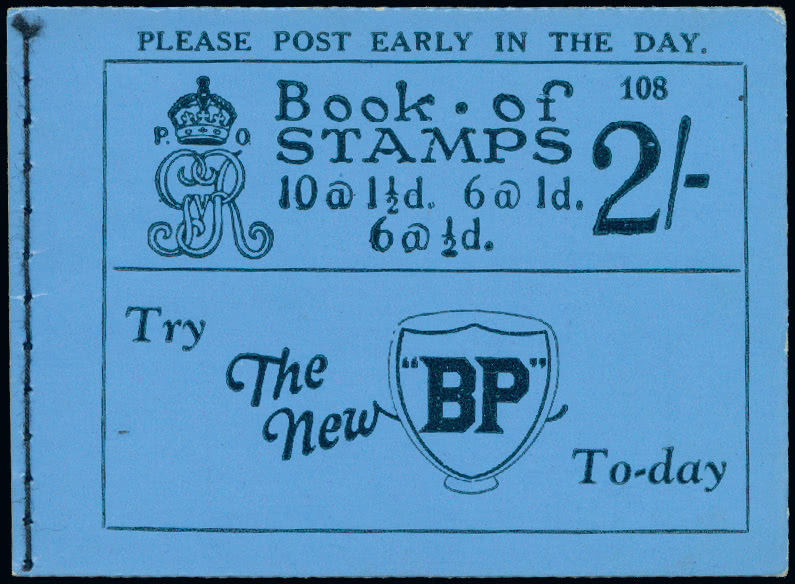 PLEASE POST EARLY IN THE DAY.
P. O.
GvR
Book · of STAMPS
108
10 @ 1½d. 6 @ 1d.
6 @ ½d.
2/-
Try
The New "BP"
To-day